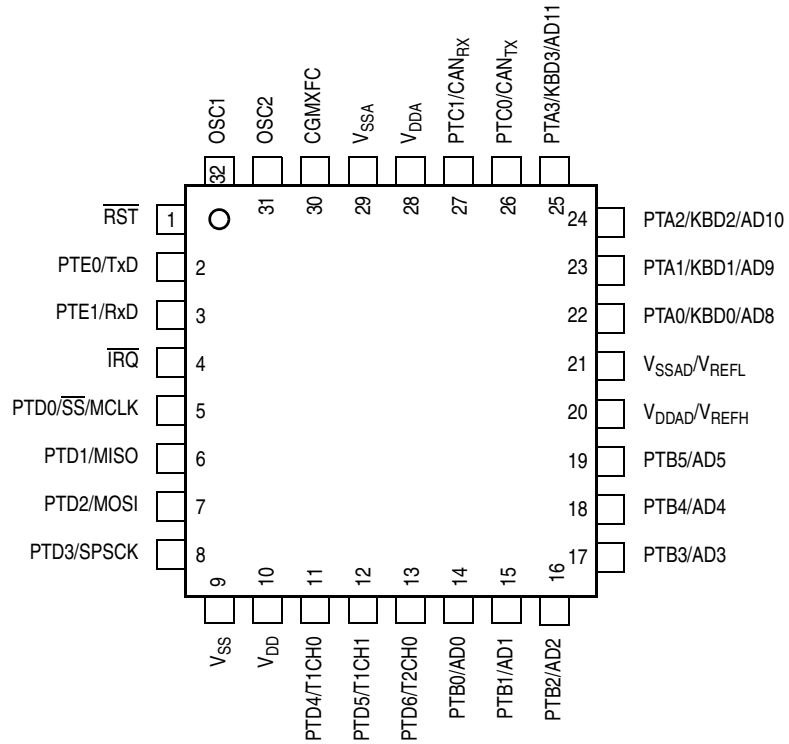 OSC1
OSC2
CGMXFC
VSSA
VDDA
PTC1/CANRX
PTC0/CANTX
PTA3/KBD3/AD11
32
31
30
29
28
27
26
25
RST
1
24
PTA2/KBD2/AD10
PTE0/TxD
2
23
PTA1/KBD1/AD9
PTE1/RxD
3
22
PTA0/KBD0/AD8
IRQ
4
21
VSSAD/VREFL
PTD0/SS/MCLK
5
20
VDDAD/VREFH
PTD1/MISO
6
19
PTB5/AD5
PTD2/MOSI
7
18
PTB4/AD4
PTD3/SPSCK
8
17
PTB3/AD3
9
10
11
12
13
14
15
16
VSS
VDD
PTD4/T1CH0
PTD5/T1CH1
PTD6/T2CH0
PTB0/AD0
PTB1/AD1
PTB2/AD2